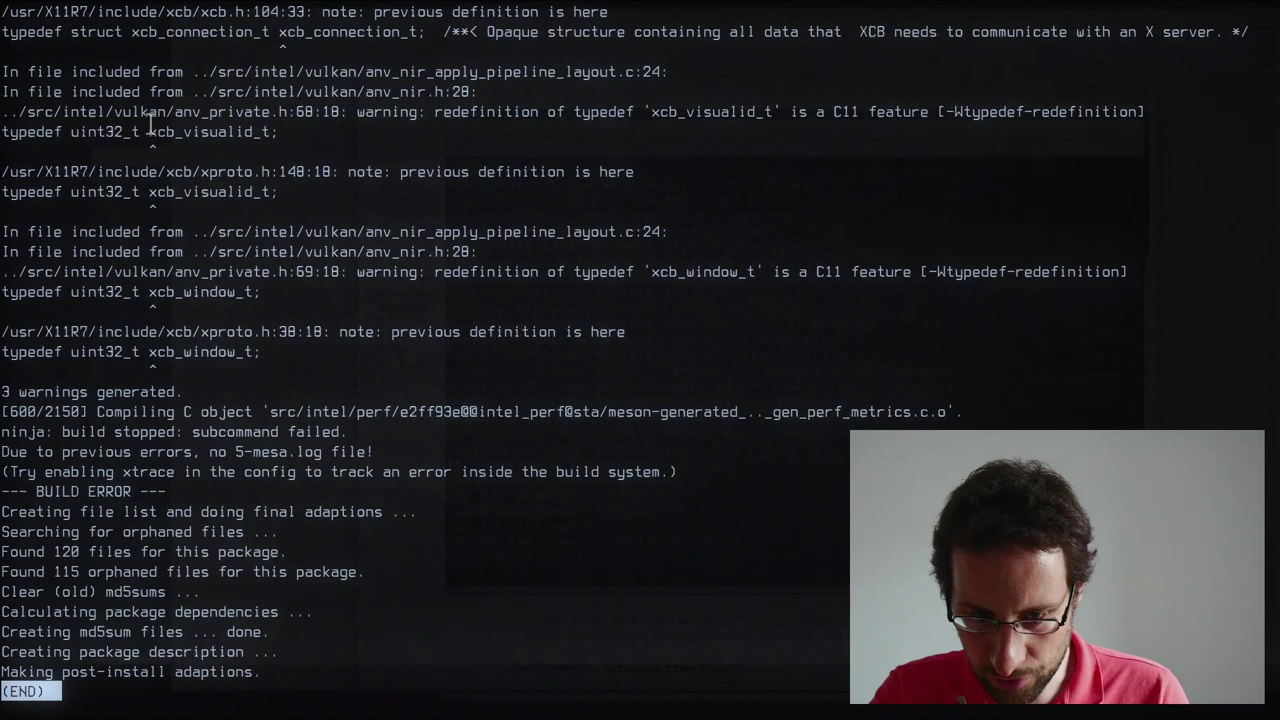 /usr/X11R7/include/xcb/xcb.h:104:33: note: previous definition is here
typedef struct xcb_connection_t xcb_connection_t;  /**< Opaque structure containing all data that  XCB needs to communicate with an X server. */
^
In file included from ../src/intel/vulkan/anv_nir_apply_pipeline_layout.c:24:
In file included from ../src/intel/vulkan/anv_nir.h:28:
../src/intel/vulkan/anv_private.h:68:18: warning: redefinition of typedef 'xcb_visualid_t' is a C11 feature [-Wtypedef-redefinition]
typedef uint32_t xcb_visualid_t;
^
/usr/X11R7/include/xcb/xproto.h:148:18: note: previous definition is here
typedef uint32_t xcb_visualid_t;
^
In file included from ../src/intel/vulkan/anv_nir_apply_pipeline_layout.c:24:
In file included from ../src/intel/vulkan/anv_nir.h:28:
../src/intel/vulkan/anv_private.h:69:18: warning: redefinition of typedef 'xcb_window_t' is a C11 feature [-Wtypedef-redefinition]
typedef uint32_t xcb_window_t;
^
/usr/X11R7/include/xcb/xproto.h:38:18: note: previous definition is here
typedef uint32_t xcb_window_t;
^
3 warnings generated.
[600/2150] Compiling C object 'src/intel/perf/e2ff93e@@intel_perf@sta/meson-generated_.._gen_perf_metrics.c.o'.
ninja: build stopped: subcommand failed.
Due to previous errors, no 5-mesa.log file!
(Try enabling xtrace in the config to track an error inside the build system.)
--- BUILD ERROR ---
Creating file list and doing final adaptions ...
Searching for orphaned files ...
Found 120 files for this package.
Found 115 orphaned files for this package.
Clear (old) md5sums ...
Calculating package dependencies ...
Creating md5sum files ... done.
Creating package description ...
Making post-install adaptions.
(END)